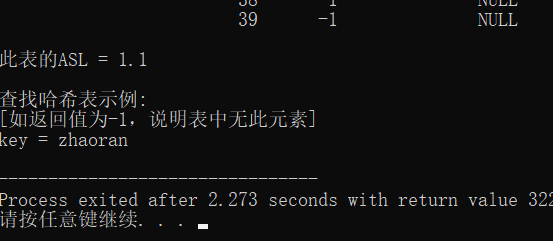 39 -1 NULL
此表的ASL = 1.1
查找哈希表示例:
[如返回值为-1，说明表中无此元素]
key = zhaoran
--------------------------------
Process exited after 2.273 seconds with return value 322
请按任意键继续. . .